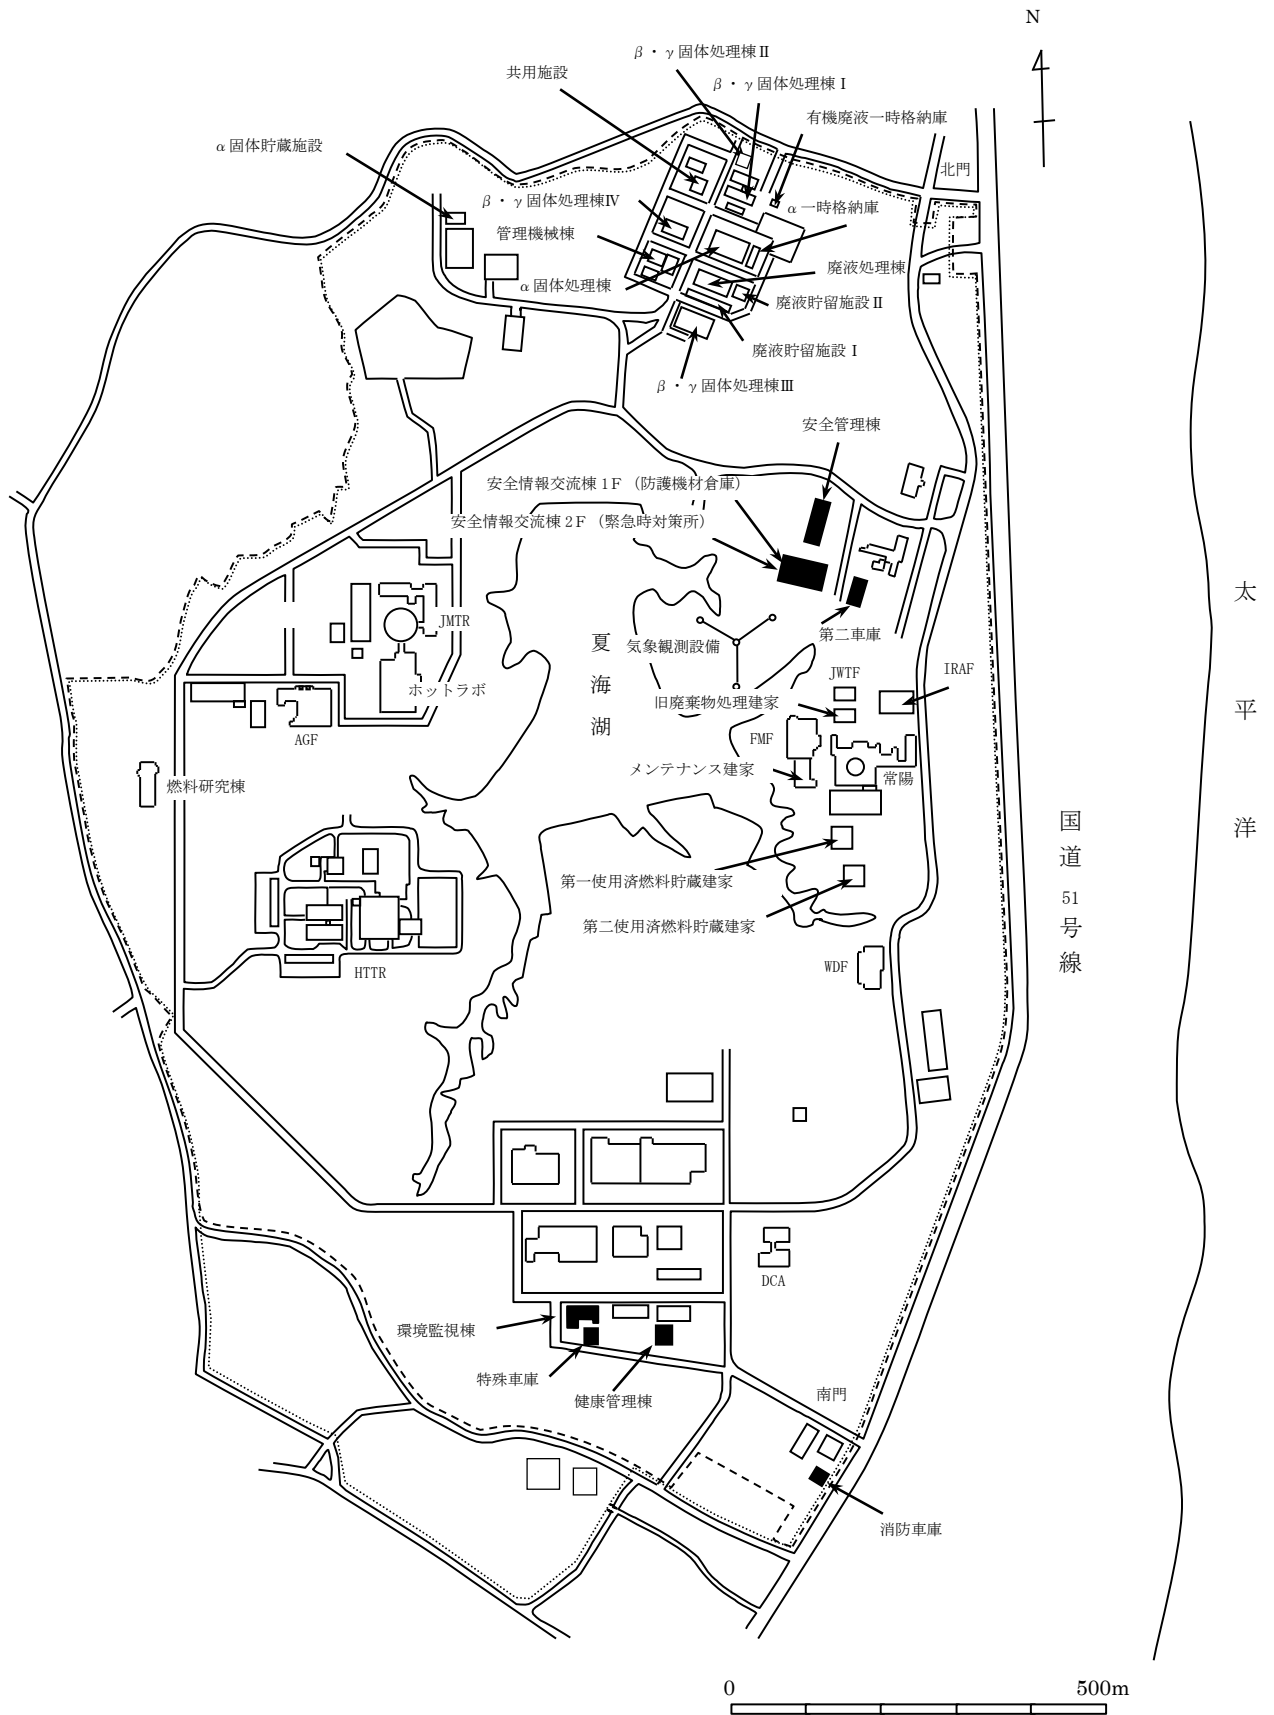 N
β・γ固体処理棟Ⅱ
共用施設
β・γ固体処理棟Ⅰ
有機廃液一時格納庫
α固体貯蔵施設
北門
β・γ固体処理棟Ⅳ
α一時格納庫
管理機械棟
廃液処理棟
α固体処理棟
廃液貯留施設Ⅱ
廃液貯留施設Ⅰ
β・γ固体処理棟Ⅲ
安全管理棟
安全情報交流棟1F(防護機材倉庫)
安全情報交流棟2F(緊急時対策所)
太平洋
JMTR
第二車庫
夏海湖
気象観測設備
JWTF
IRAF
ホットラボ
旧廃棄物処理建家
AGF
FMF
メンテナンス建家
常陽
燃料研究棟
国道51号線
第一使用済燃料貯蔵建家
第二使用済燃料貯蔵建家
WDF
HTTR
DCA
環境監視棟
特殊車庫
健康管理棟
南門
消防車庫
0 500m